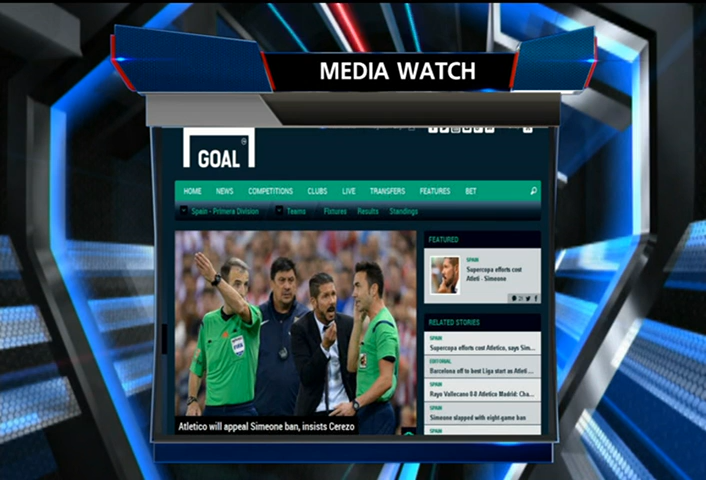 MEDIA WATCH
GOAL
HOME NEWS COMPETITIONS CLUBS LIVE TRANSFERS FEATURES BET
Spain - Primera Division Teams Fixtures Results Standings
FEATURED
SPAIN
Supercopa efforts cost
Atleti - Simeone
21
RELATED STORIES
SPAIN
Supercopa efforts cost Atletico, says Sim...
EDITORIAL
Barcelona off to best Liga start as Atleti ...
SPAIN
Rayo Vallecano 0-0 Atletico Madrid: Cha...
SPAIN
Simeone slapped with eight-game ban
SPAIN
FIFA
Atletico will appeal Simeone ban, insists Cerezo